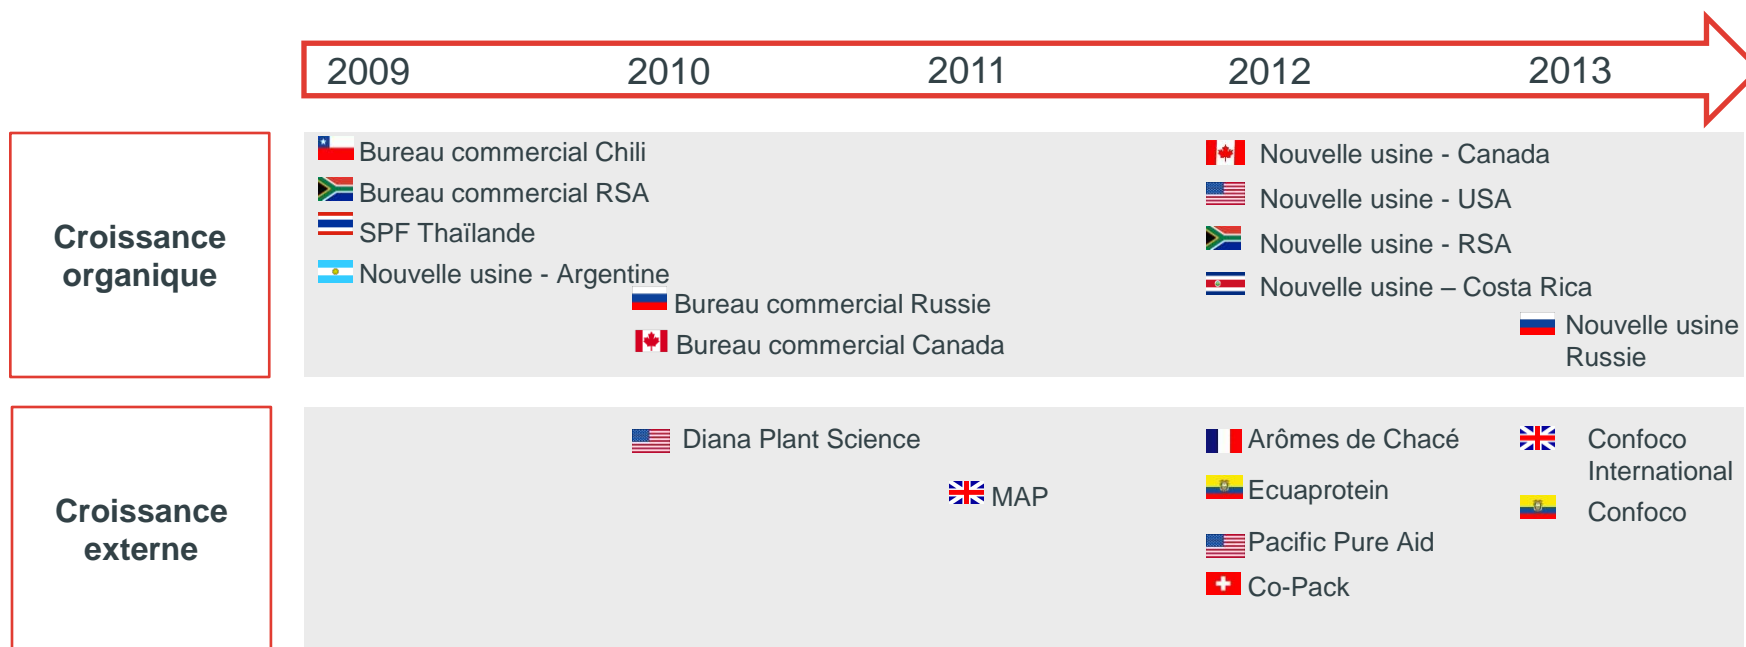 2009 2010 2011 2012 2013
Croissance
organique
Bureau commercial Chili
Bureau commercial RSA
SPF Thaïlande
Nouvelle usine - Argentine
Bureau commercial Russie
Bureau commercial Canada
Nouvelle usine - Canada
Nouvelle usine - USA
Nouvelle usine - RSA
Nouvelle usine – Costa Rica
Nouvelle usine
Russie
Croissance
externe
Diana Plant Science
MAP
Arômes de Chacé
Ecuaprotein
Pacific Pure Aid
Co-Pack
Confoco
International
Confoco